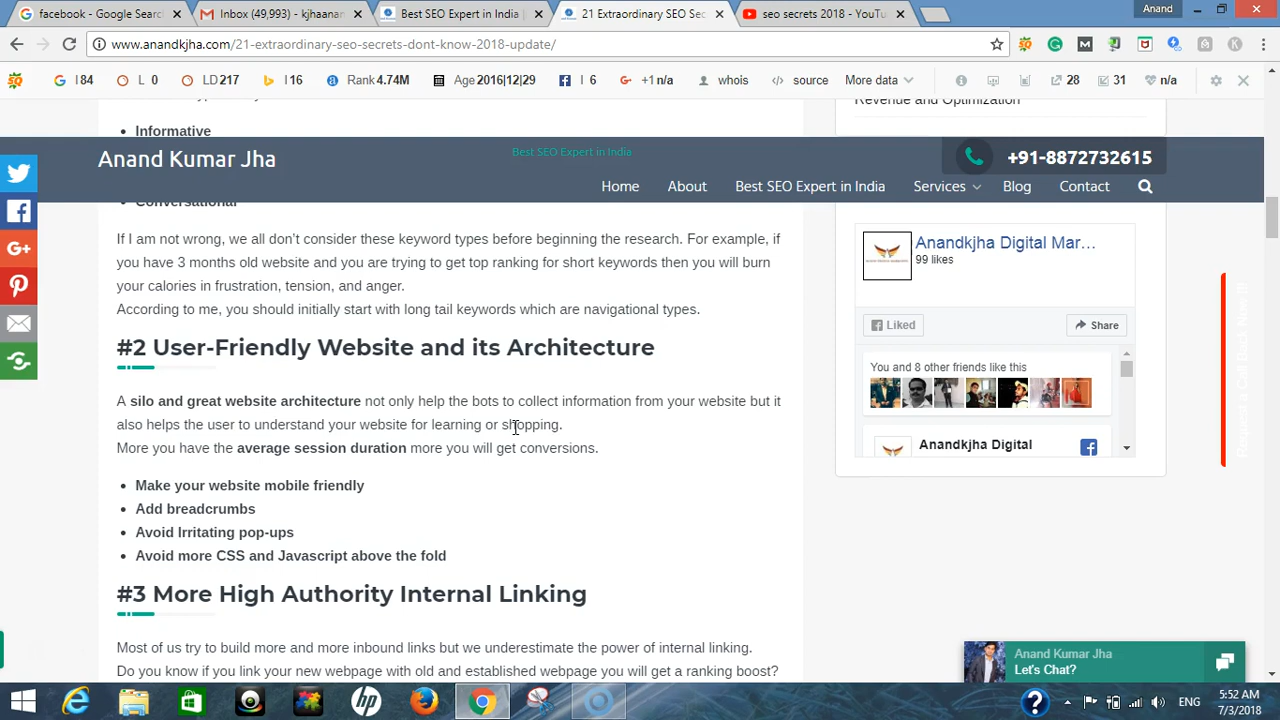 facebook - Google Searc
Inbox (49,993) - kjhaanan
Best SEO Expert in India |
21 Extraordinary SEO Sec
seo secrets 2018 - YouTu
Anand
www.anandkjha.com/21-extraordinary-seo-secrets-dont-know-2018-update/
I 84
L 0
LD 217
I 16
Rank 4.74M
Age 2016|12|29
I 6
+1 n/a
whois
source
More data
28
31
n/a
Revenue and Optimization
Informative
Anand Kumar Jha
Best SEO Expert in India
+91-8872732615
Home
About
Best SEO Expert in India
Services
Blog
Contact
Conversational
If I am not wrong, we all don't consider these keyword types before beginning the research. For example, if
you have 3 months old website and you are trying to get top ranking for short keywords then you will burn
your calories in frustration, tension, and anger.
According to me, you should initially start with long tail keywords which are navigational types.
#2 User-Friendly Website and its Architecture
A silo and great website architecture not only help the bots to collect information from your website but it
also helps the user to understand your website for learning or shopping.
More you have the average session duration more you will get conversions.
Make your website mobile friendly
Add breadcrumbs
Avoid Irritating pop-ups
Avoid more CSS and Javascript above the fold
#3 More High Authority Internal Linking
Most of us try to build more and more inbound links but we underestimate the power of internal linking.
Do you know if you link your new webpage with old and established webpage you will get a ranking boost?
Anandkjha Digital Mar...
99 likes
Liked
Share
You and 8 other friends like this
Anandkjha Digital
Request a Call Back Now !!!
Anand Kumar Jha
Let's Chat?
ENG
5:52 AM
7/3/2018